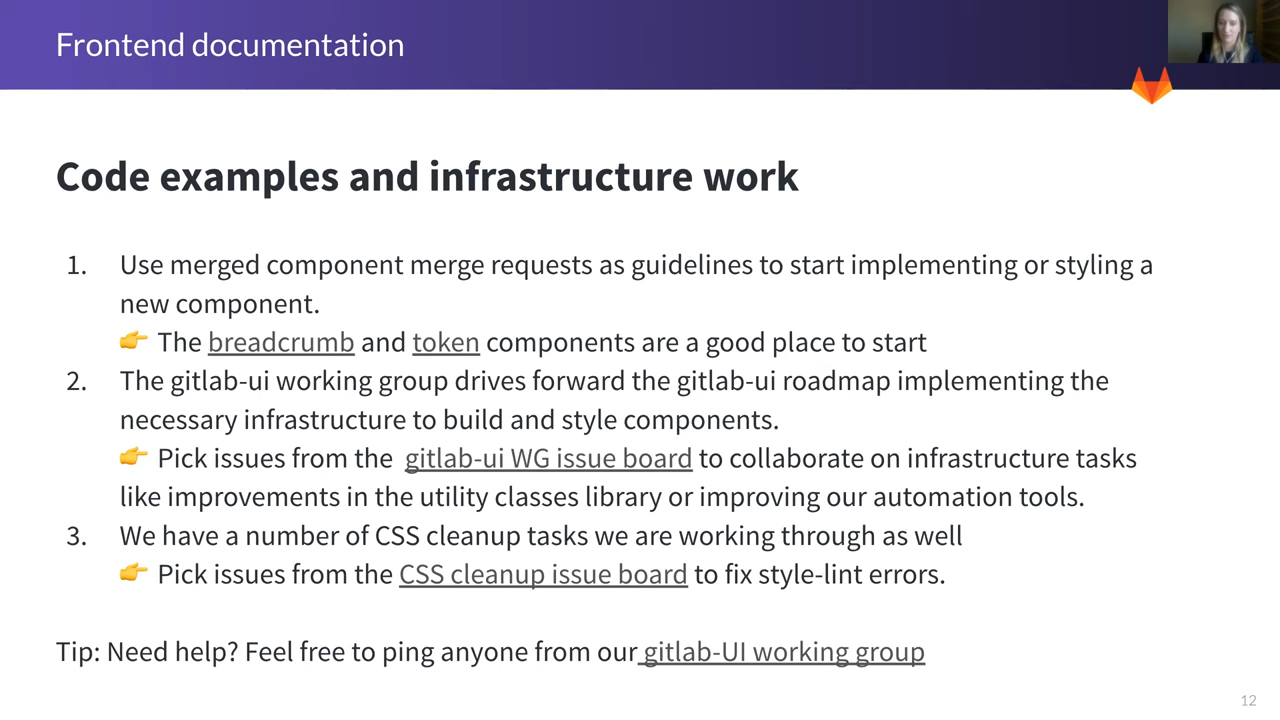 Frontend documentation
Code examples and infrastructure work
1. Use merged component merge requests as guidelines to start implementing or styling a
new component.
👉 The breadcrumb and token components are a good place to start
2. The gitlab-ui working group drives forward the gitlab-ui roadmap implementing the
necessary infrastructure to build and style components.
👉 Pick issues from the gitlab-ui WG issue board to collaborate on infrastructure tasks
like improvements in the utility classes library or improving our automation tools.
3. We have a number of CSS cleanup tasks we are working through as well
👉 Pick issues from the CSS cleanup issue board to fix style-lint errors.
Tip: Need help? Feel free to ping anyone from our gitlab-UI working group
12